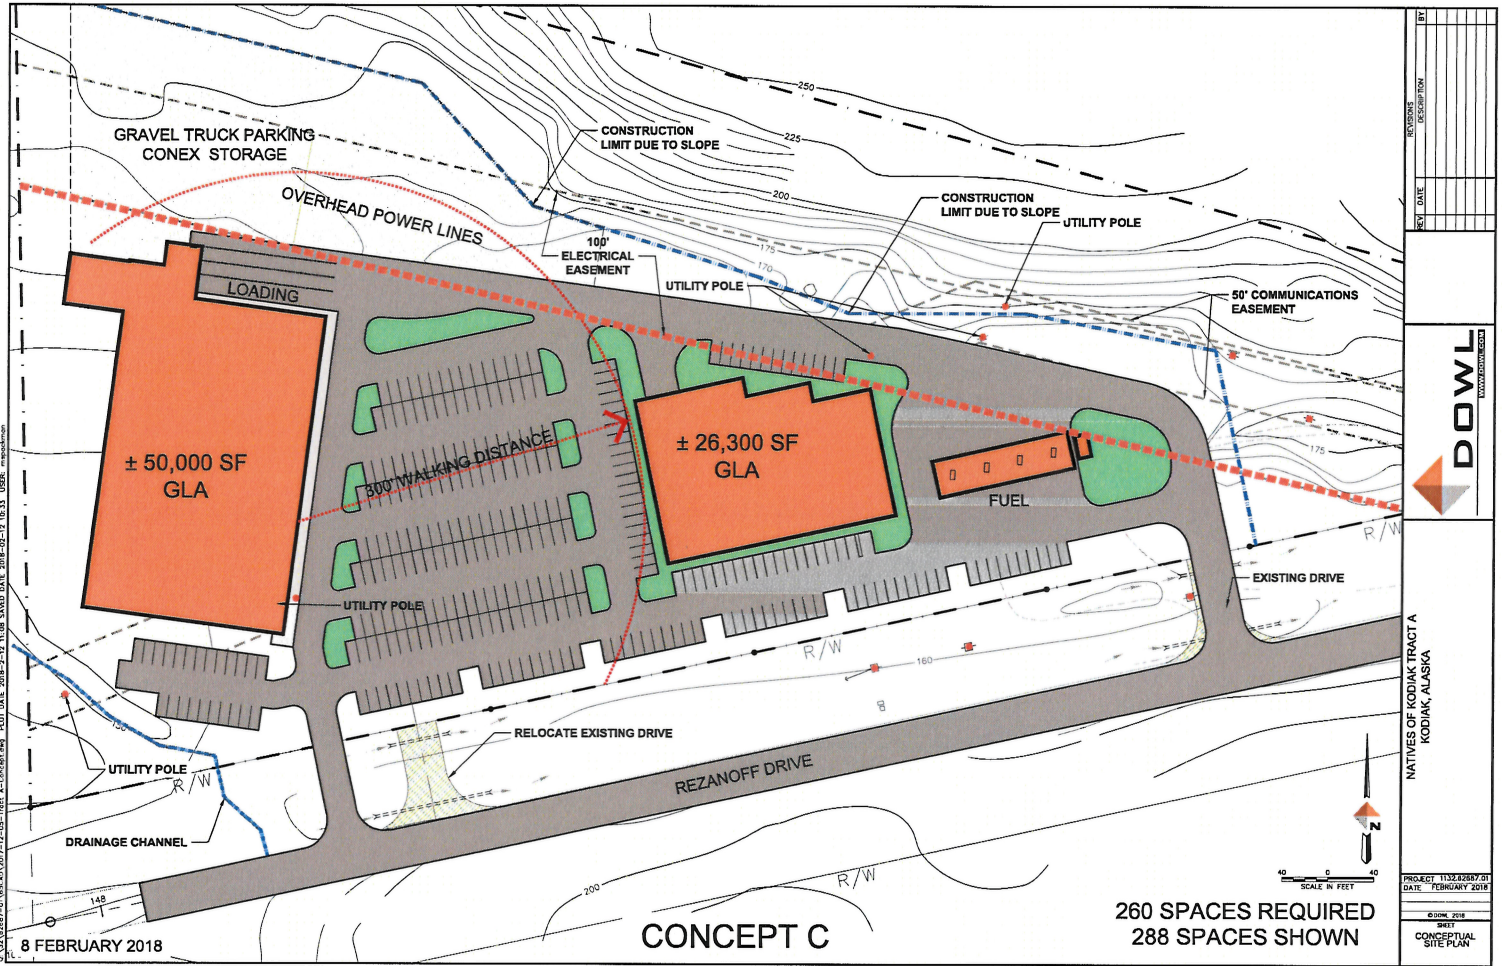 GRAVEL TRUCK PARKING
CONEX STORAGE
OVERHEAD POWER LINES
CONSTRUCTION
LIMIT DUE TO SLOPE
250
225
200
CONSTRUCTION
LIMIT DUE TO SLOPE
UTILITY POLE
100'
ELECTRICAL
EASEMENT
175
170
UTILITY POLE
50' COMMUNICATIONS
EASEMENT
LOADING
± 50,000 SF
GLA
300' WALKING DISTANCE
± 26,300 SF
GLA
FUEL
175
R/W
EXISTING DRIVE
UTILITY POLE
R/W
160
RELOCATE EXISTING DRIVE
150
UTILITY POLE
R/W
REZANOFF DRIVE
DRAINAGE CHANNEL
R/W
200
148
8 FEBRUARY 2018
CONCEPT C
N
40 0 40
SCALE IN FEET
260 SPACES REQUIRED
288 SPACES SHOWN
REVISIONS
REV DATE DESCRIPTION BY
DOWL
WWW.DOWL.COM
NATIVES OF KODIAK TRACT A
KODIAK, ALASKA
PROJECT 1132.62687.01
DATE FEBRUARY 2018
© DOWL 2018
SHEET
CONCEPTUAL
SITE PLAN